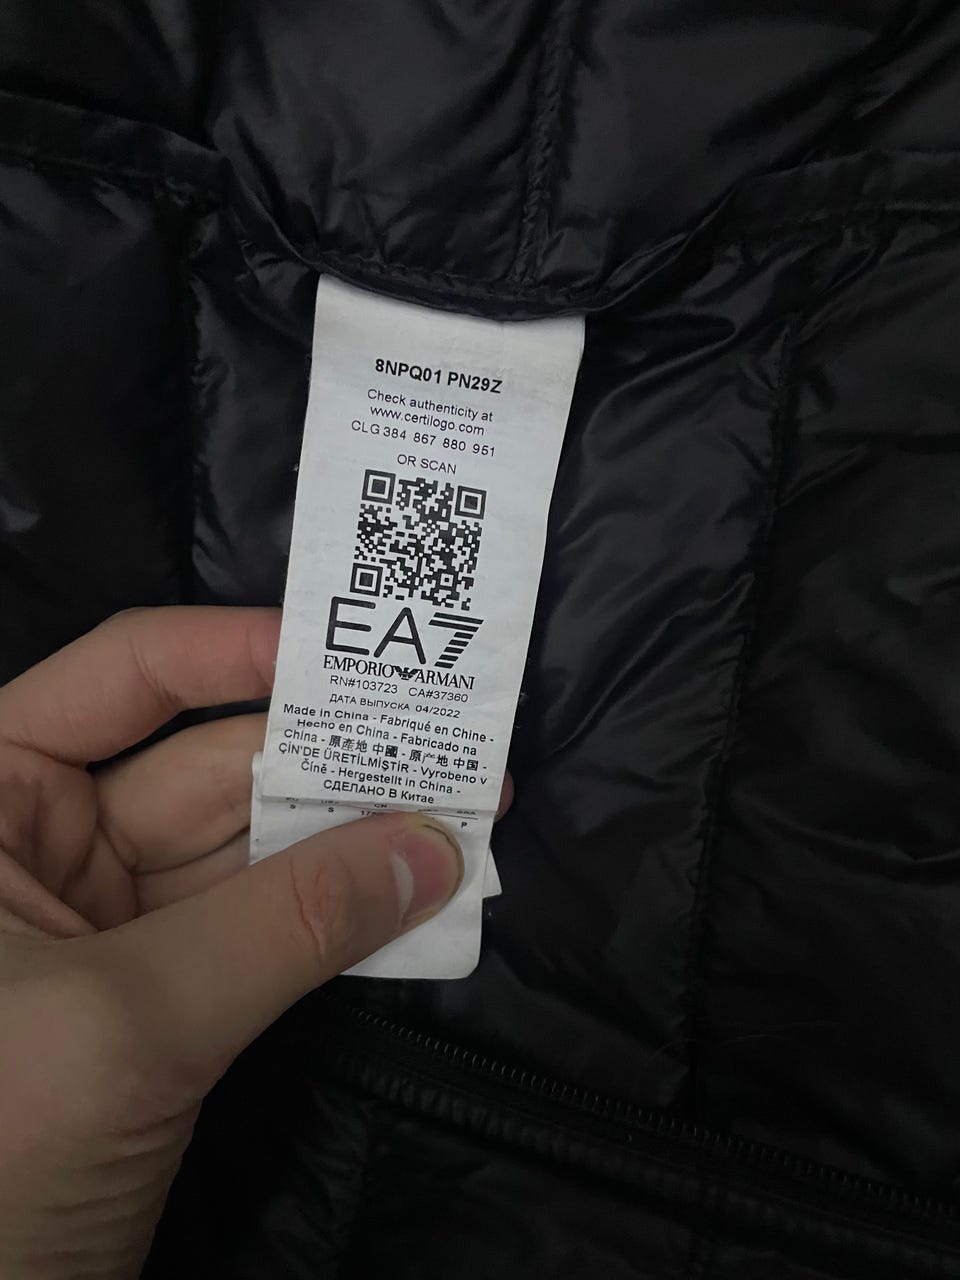 8NPQ01 PN29Z
Check authenticity at
www.certilogo.com
CLG 384 867 880 951
OR SCAN
EA7
EMPORIO ARMANI
RN#103723 CA#37360
ДАТА ВЫПУСКА 04/2022
Made in China - Fabriqué en Chine -
Hecho en China - Fabricado na
China - 原產地 中國 - 原产地 中国 -
ÇİN'DE ÜRETİLMİŞTİR - Vyrobeno v
Číně - Hergestellt in China -
СДЕЛАНО В Китае
CN
S S P